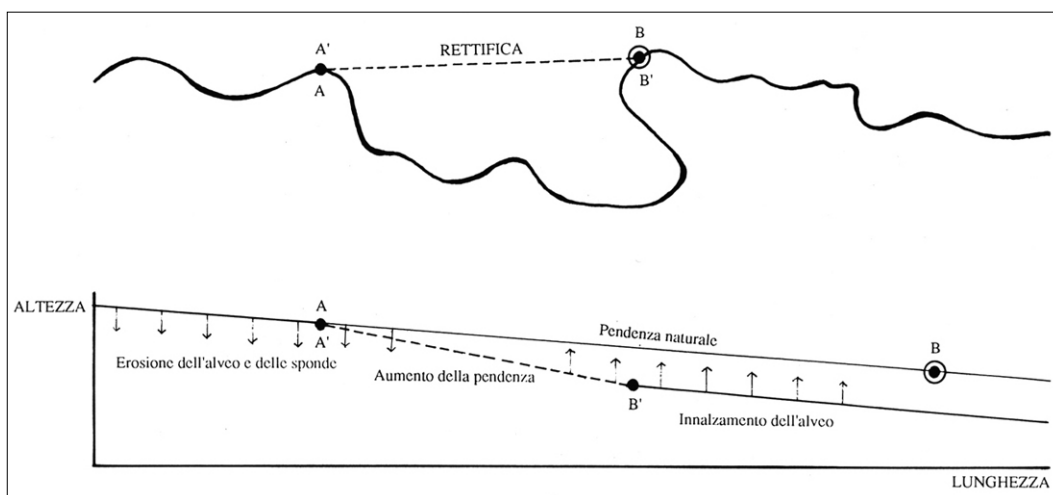 B
A'
RETTIFICA
A
B'
ALTEZZA
A
Pendenza naturale
A'
B
Erosione dell'alveo e delle sponde
Aumento della pendenza
B'
Innalzamento dell'alveo
LUNGHEZZA